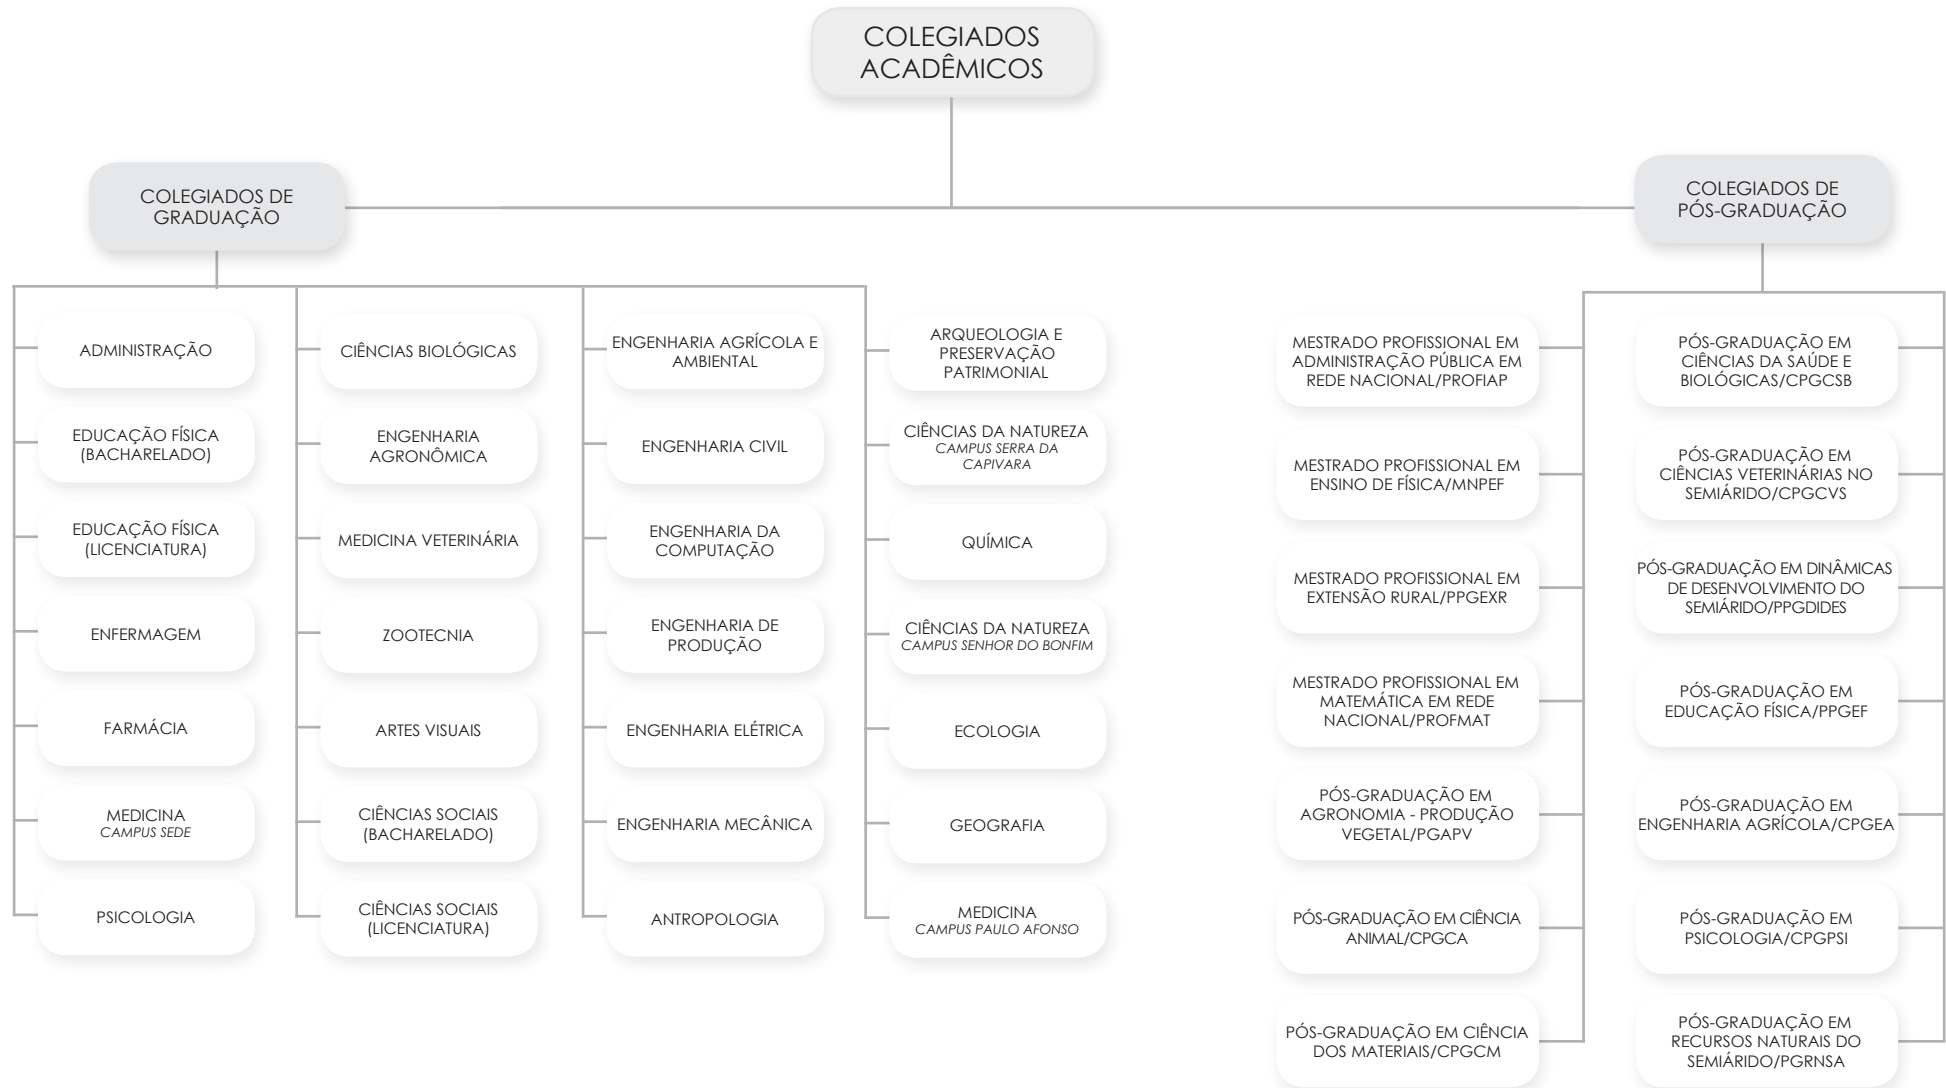 COLEGIADOS
ACADÊMICOS
COLEGIADOS DE
GRADUAÇÃO
COLEGIADOS DE
PÓS-GRADUAÇÃO
ADMINISTRAÇÃO
EDUCAÇÃO FÍSICA
(BACHARELADO)
EDUCAÇÃO FÍSICA
(LICENCIATURA)
ENFERMAGEM
FARMÁCIA
MEDICINA
CAMPUS SEDE
PSICOLOGIA
CIÊNCIAS BIOLÓGICAS
ENGENHARIA
AGRONÔMICA
MEDICINA VETERINÁRIA
ZOOTECNIA
ARTES VISUAIS
CIÊNCIAS SOCIAIS
(BACHARELADO)
CIÊNCIAS SOCIAIS
(LICENCIATURA)
ENGENHARIA AGRÍCOLA E
AMBIENTAL
ENGENHARIA CIVIL
ENGENHARIA DA
COMPUTAÇÃO
ENGENHARIA DE
PRODUÇÃO
ENGENHARIA ELÉTRICA
ENGENHARIA MECÂNICA
ANTROPOLOGIA
ARQUEOLOGIA E
PRESERVAÇÃO
PATRIMONIAL
CIÊNCIAS DA NATUREZA
CAMPUS SERRA DA
CAPIVARA
QUÍMICA
CIÊNCIAS DA NATUREZA
CAMPUS SENHOR DO BONFIM
ECOLOGIA
GEOGRAFIA
MEDICINA
CAMPUS PAULO AFONSO
MESTRADO PROFISSIONAL EM
ADMINISTRAÇÃO PÚBLICA EM
REDE NACIONAL/PROFIAP
MESTRADO PROFISSIONAL EM
ENSINO DE FÍSICA/MNPEF
MESTRADO PROFISSIONAL EM
EXTENSÃO RURAL/PPGEXR
MESTRADO PROFISSIONAL EM
MATEMÁTICA EM REDE
NACIONAL/PROFMAT
PÓS-GRADUAÇÃO EM
AGRONOMIA - PRODUÇÃO
VEGETAL/PGAPV
PÓS-GRADUAÇÃO EM CIÊNCIA
ANIMAL/CPGCA
PÓS-GRADUAÇÃO EM CIÊNCIA
DOS MATERIAIS/CPGCM
PÓS-GRADUAÇÃO EM
CIÊNCIAS DA SAÚDE E
BIOLÓGICAS/CPGCSB
PÓS-GRADUAÇÃO EM
CIÊNCIAS VETERINÁRIAS NO
SEMIÁRIDO/CPGCVS
PÓS-GRADUAÇÃO EM DINÂMICAS
DE DESENVOLVIMENTO DO
SEMIÁRIDO/PPGDIDES
PÓS-GRADUAÇÃO EM
EDUCAÇÃO FÍSICA/PPGEF
PÓS-GRADUAÇÃO EM
ENGENHARIA AGRÍCOLA/CPGEA
PÓS-GRADUAÇÃO EM
PSICOLOGIA/CPGPSI
PÓS-GRADUAÇÃO EM
RECURSOS NATURAIS DO
SEMIÁRIDO/PGRNSA